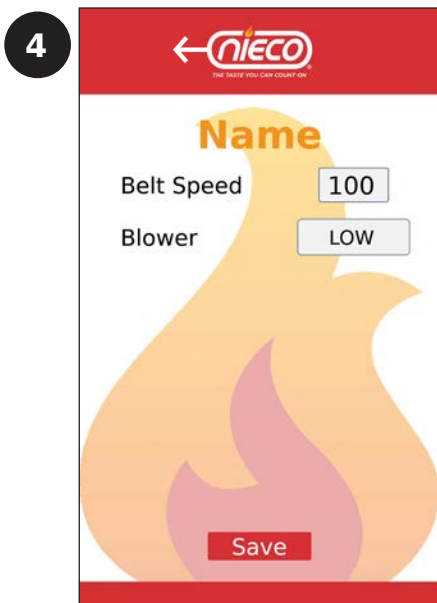 4
nieco
THE TASTE YOU CAN COUNT ON
Name
Belt Speed 100
Blower LOW
Save